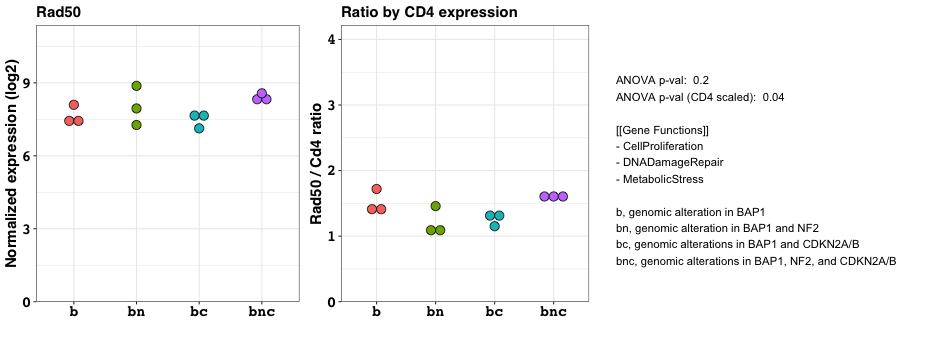 Rad50
Normalized expression (log2)
9
6
3
0
b bn bc bnc
Ratio by CD4 expression
Rad50 / Cd4 ratio
4
3
2
1
0
b bn bc bnc
ANOVA p-val: 0.2
ANOVA p-val (CD4 scaled): 0.04
[[Gene Functions]]
- CellProliferation
- DNADamageRepair
- MetabolicStress
b, genomic alteration in BAP1
bn, genomic alteration in BAP1 and NF2
bc, genomic alterations in BAP1 and CDKN2A/B
bnc, genomic alterations in BAP1, NF2, and CDKN2A/B